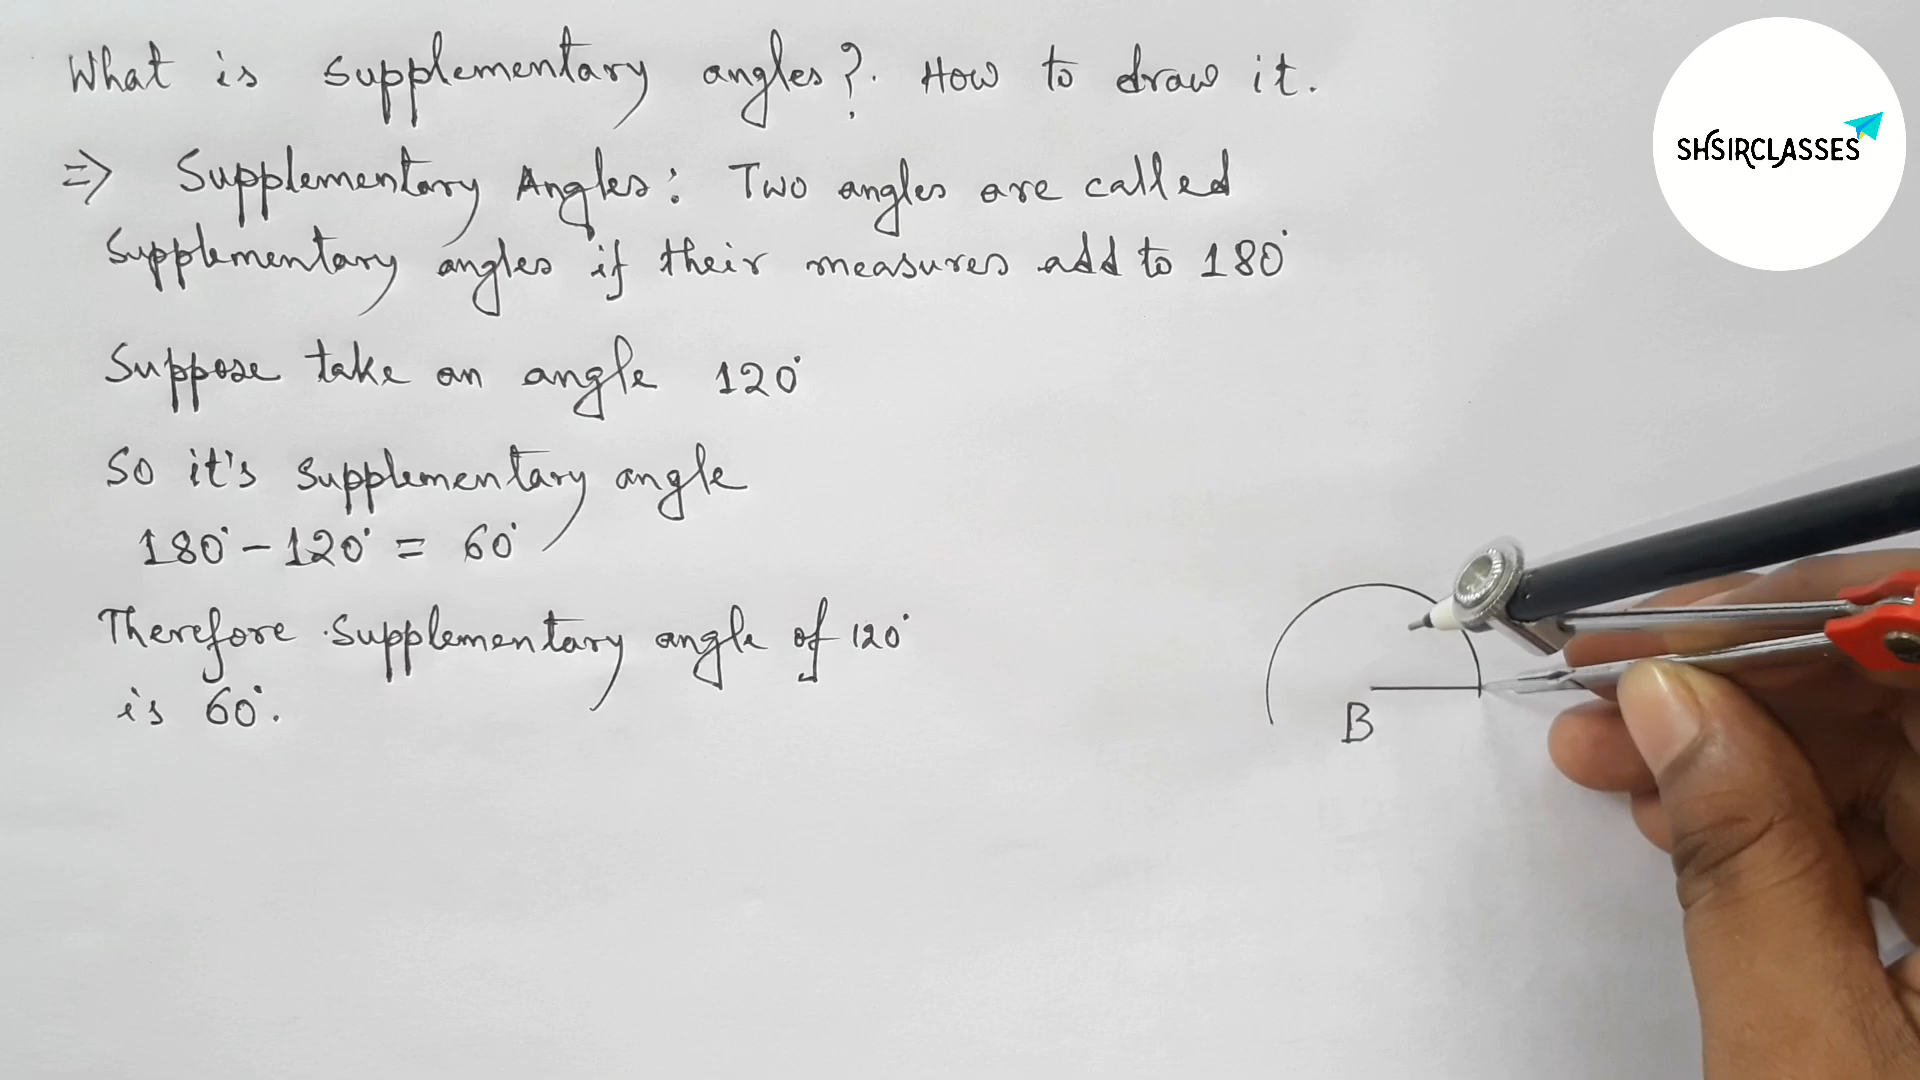 What is supplementary angles?. How to draw it.
SHSIRCLASSES
⇒ Supplementary Angles: Two angles are called
Supplementary angles if their measures add to 180°
Suppose take an angle 120°
So it's supplementary angle
180° - 120° = 60°
Therefore supplementary angle of 120°
is 60°.
B